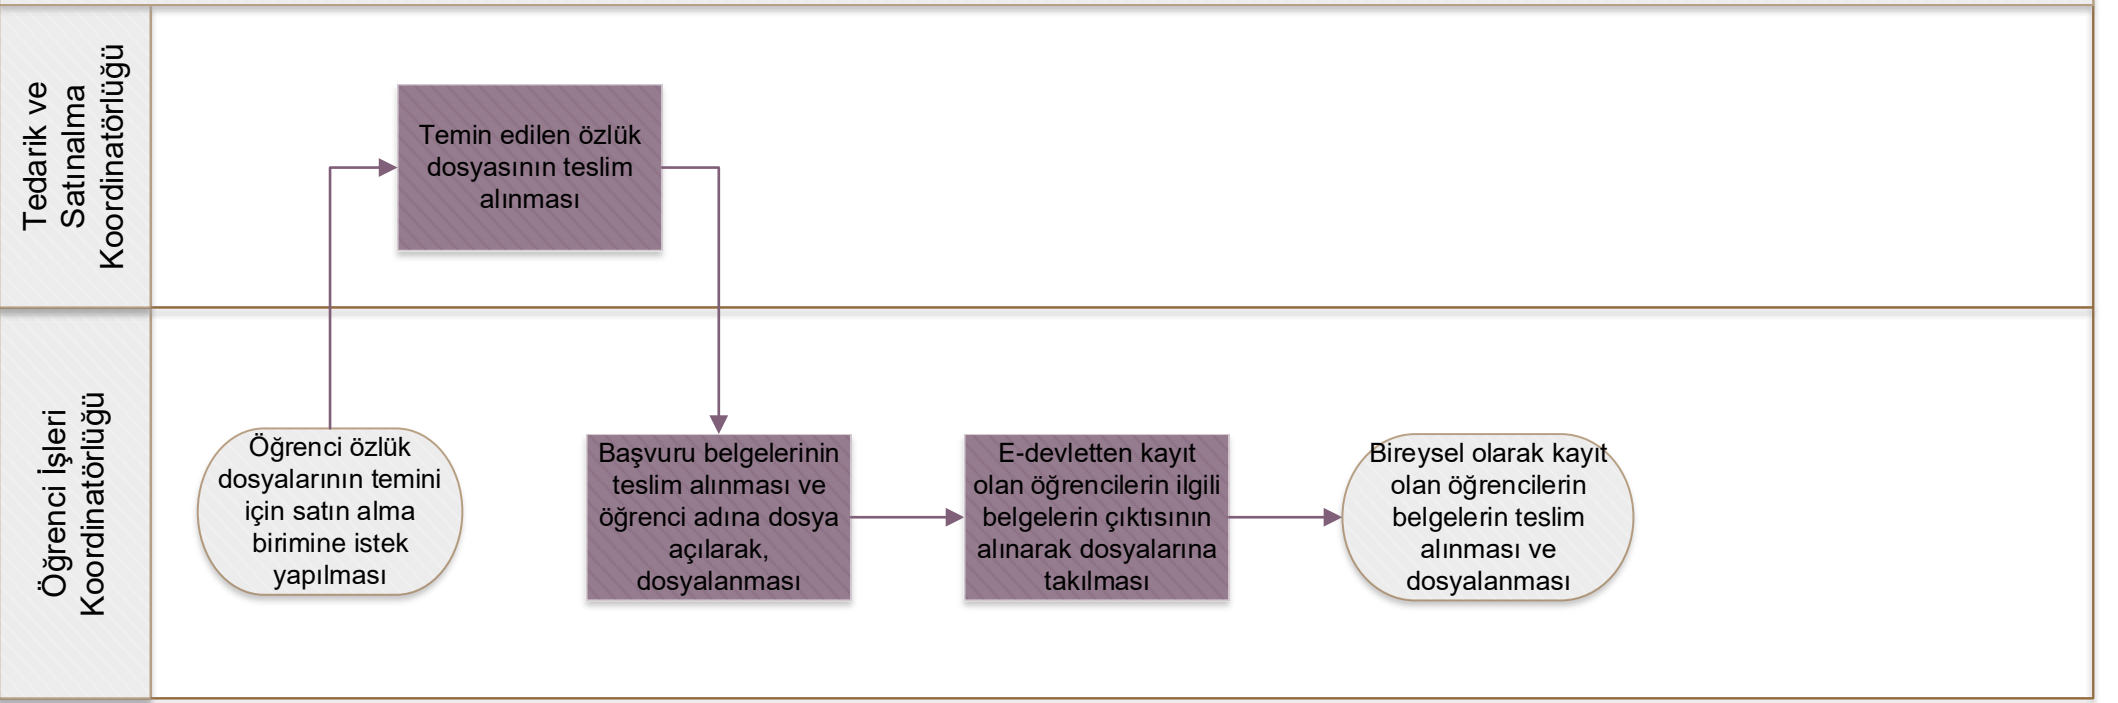 Tedarik ve
Satınalma
Koordinatörlüğü
Temin edilen özlük
dosyasının teslim
alınması
Öğrenci İşleri
Koordinatörlüğü
Öğrenci özlük
dosyalarının temini
için satın alma
birimine istek
yapılması
Başvuru belgelerinin
teslim alınması ve
öğrenci adına dosya
açılarak,
dosyalanması
E-devletten kayıt
olan öğrencilerin ilgili
belgelerin çıktısının
alınarak dosyalarına
takılması
Bireysel olarak kayıt
olan öğrencilerin
belgelerin teslim
alınması ve
dosyalanması